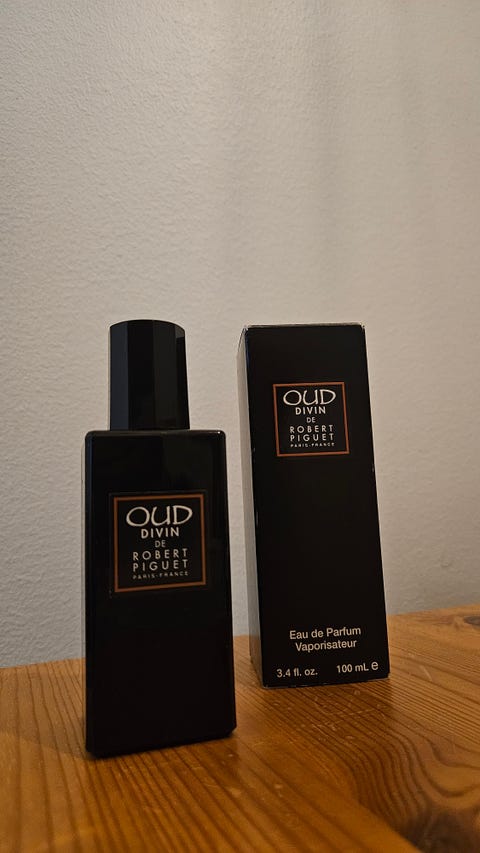 OUD
DIVIN
DE
ROBERT
PIGUET
PARIS-FRANCE
OUD
DIVIN
DE
ROBERT
PIGUET
PARIS-FRANCE
Eau de Parfum
Vaporisateur
3.4 fl. oz. 100 mL e